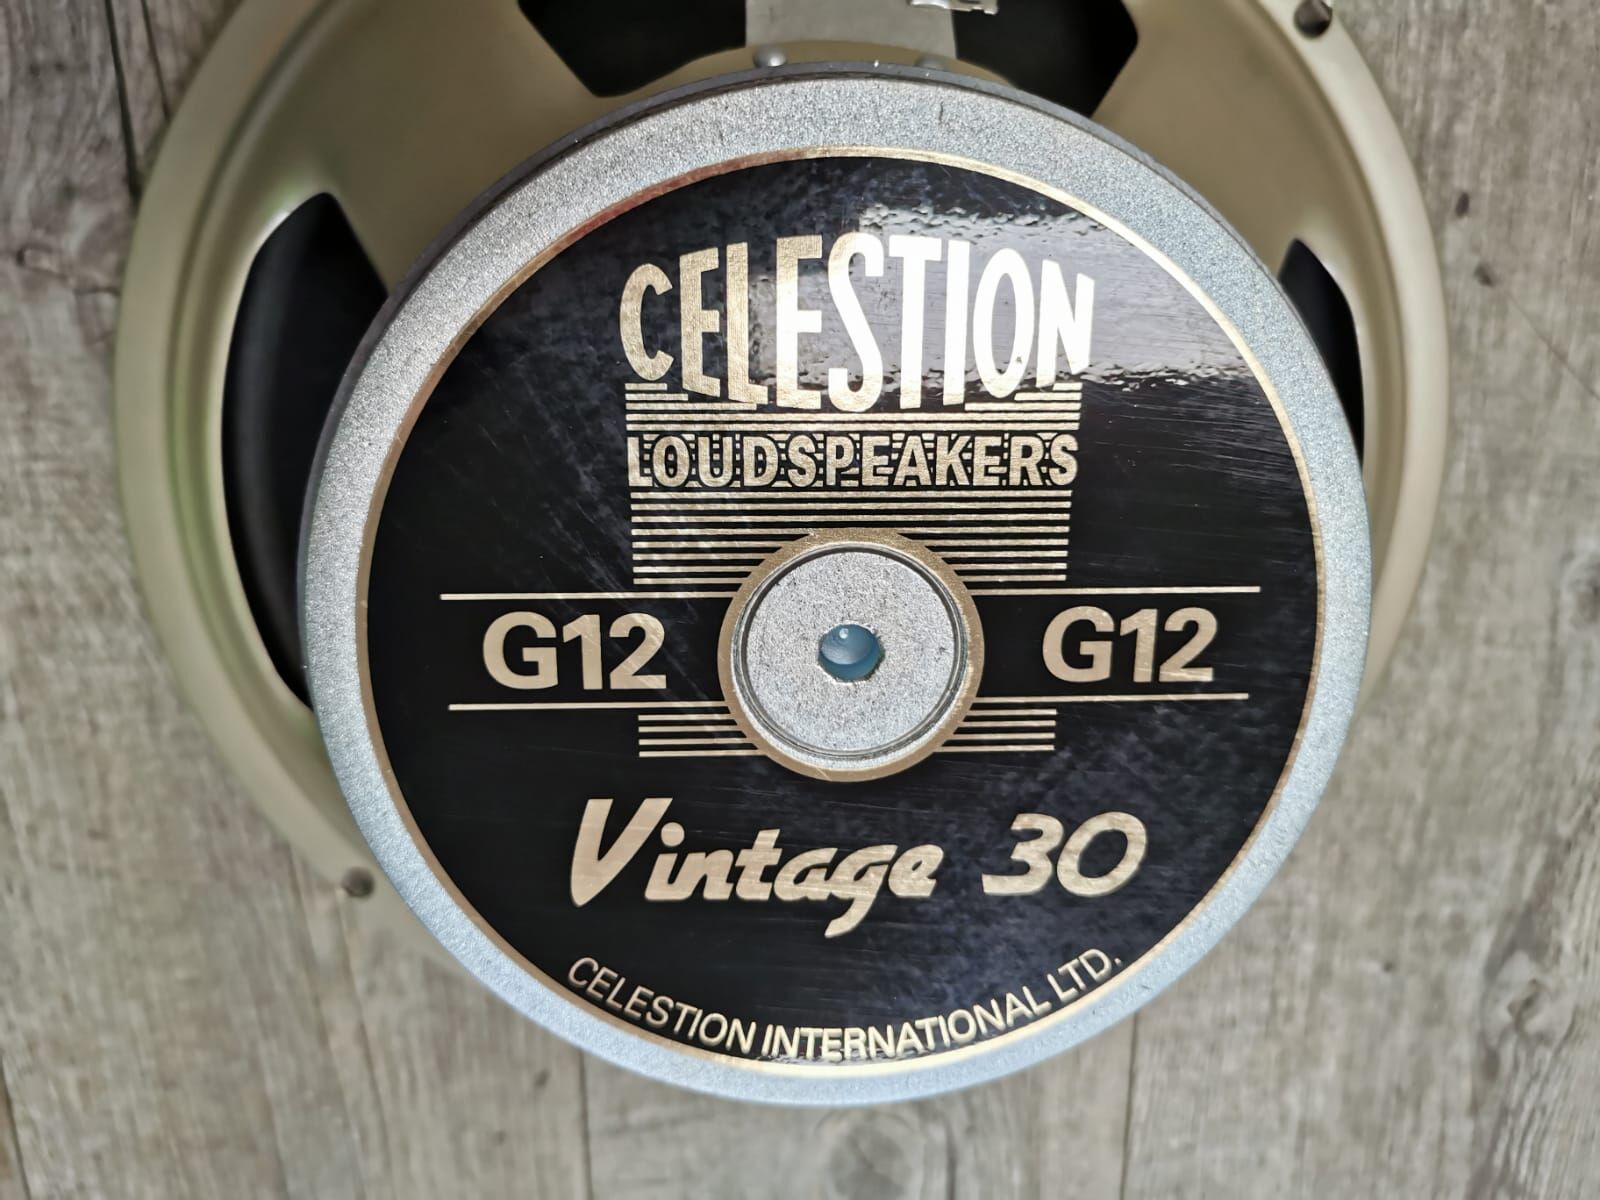 CELESTION
LOUDSPEAKERS
G12 G12
Vintage 30
CELESTION INTERNATIONAL LTD.